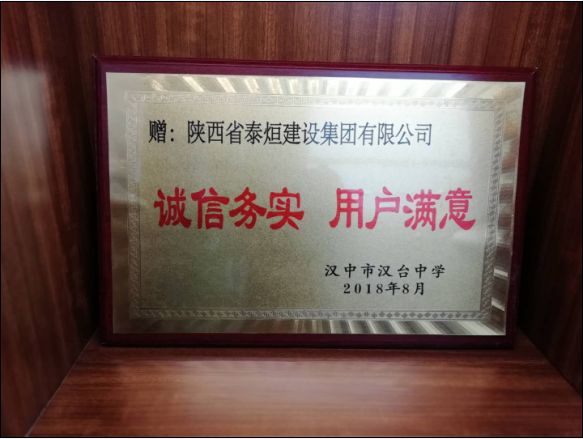 赠：陕西省泰烜建设集团有限公司
诚信务实 用户满意
汉中市汉台中学
2018年8月